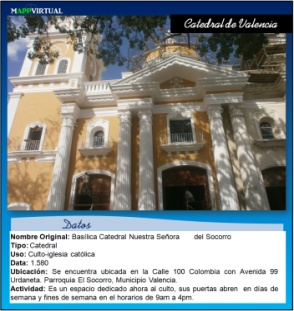 MAPPVIRTUAL
Catedral de Valencia
Datos
Nombre Original: Basílica Catedral Nuestra Señora del Socorro
Tipo: Catedral
Uso: Culto-iglesia católica
Data: 1.580
Ubicación: Se encuentra ubicada en la Calle 100 Colombia con Avenida 99
Urdaneta. Parroquia El Socorro, Municipio Valencia.
Actividad: Es un espacio dedicado ahora al culto, sus puertas abren en días de
semana y fines de semana en el horarios de 9am a 4pm.